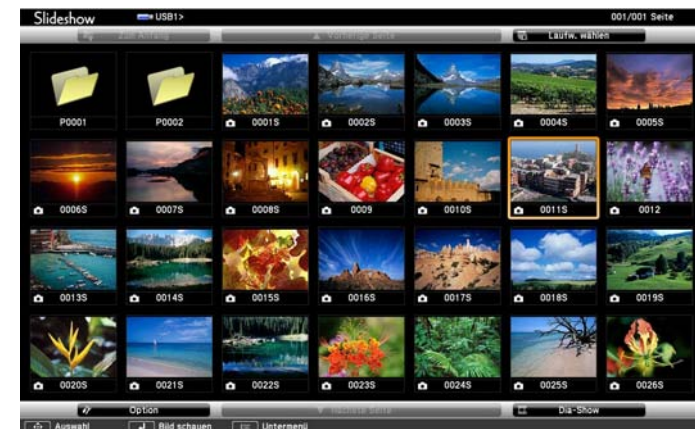 Slideshow USB1> 001/001 Seite
Zum Anfang ▲ Vorherige Seite Laufw. wählen
P0001 P0002 0001S 0002S 0003S 0004S 0005S
0006S 0007S 0008S 0009 0010S 0011S 0012
0013S 0014S 0015S 0016S 0017S 0018S 0019S
0020S 0021S 0022S 0023S 0024S 0025S 0026S
Option ▼ Nächste Seite Dia-Show
Auswahl Bild schauen Untermenü